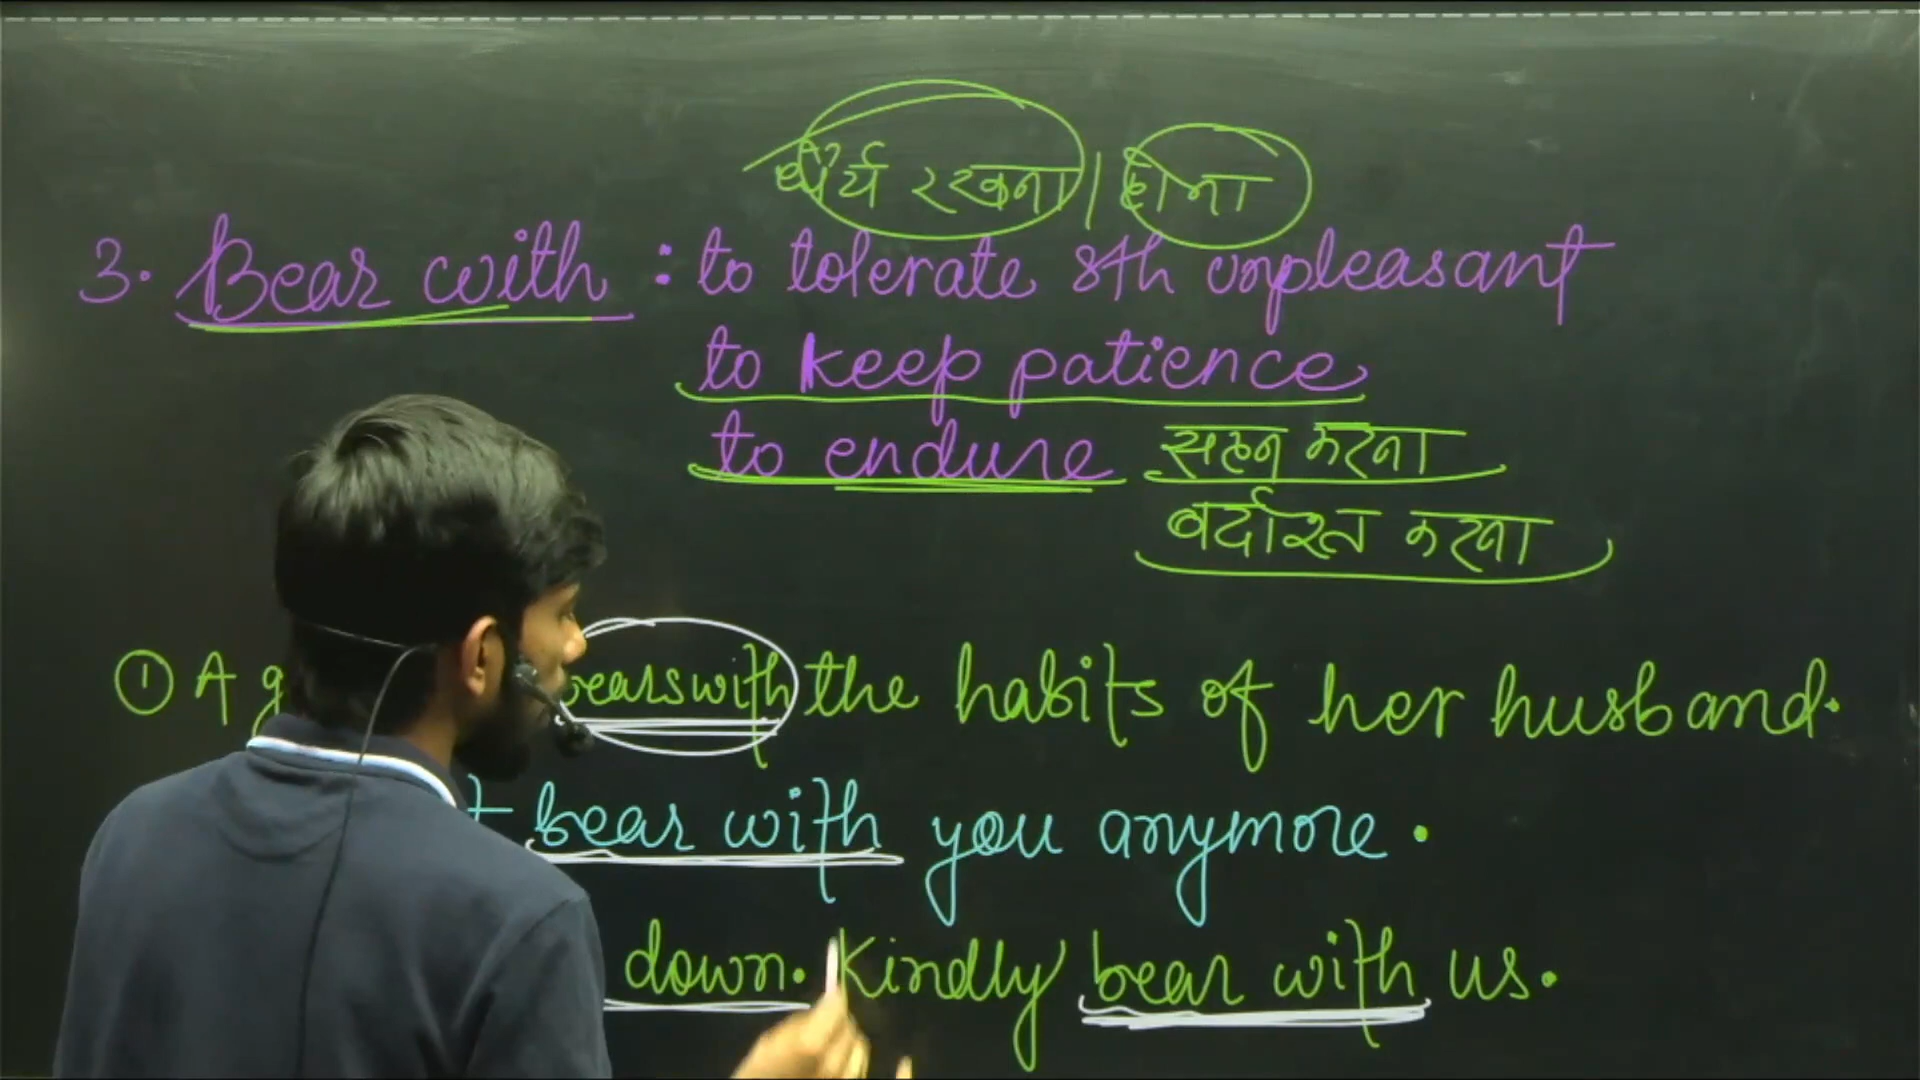 धैर्य रखना / होना
3. Bear with : to tolerate sth unpleasant
to keep patience
to endure सहन करना
बर्दाश्त करना
① A bears with the habits of her husband.
bear with you anymore.
down. Kindly bear with us.